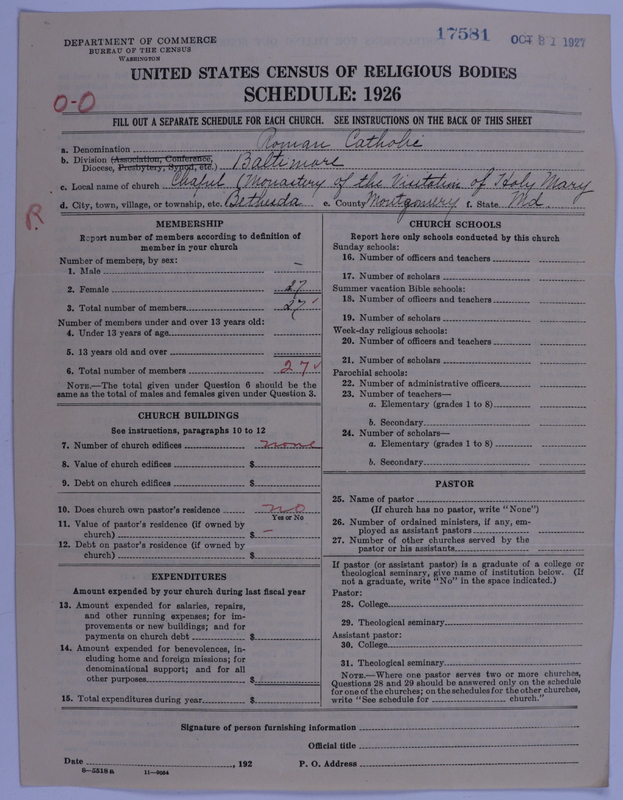 17581 OCT 21 1927
DEPARTMENT OF COMMERCE
BUREAU OF THE CENSUS
WASHINGTON
UNITED STATES CENSUS OF RELIGIOUS BODIES
SCHEDULE: 1926
0-0
FILL OUT A SEPARATE SCHEDULE FOR EACH CHURCH. SEE INSTRUCTIONS ON THE BACK OF THIS SHEET
a. Denomination Roman Catholic
b. Division (Association, Conference,
Diocese, Presbytery, Synod, etc.) Baltimore
c. Local name of church Chapel (Monastery of the Visitation of Holy Mary
d. City, town, village, or township, etc. Bethesda e. County Montgomery f. State Md
R
MEMBERSHIP
Report number of members according to definition of
member in your church
Number of members, by sex:
1. Male –
2. Female 27
3. Total number of members 27
Number of members under and over 13 years old:
4. Under 13 years of age
5. 13 years old and over
6. Total number of members 27
NOTE.—The total given under Question 6 should be the
same as the total of males and females given under Question 3.
CHURCH BUILDINGS
See instructions, paragraphs 10 to 12
7. Number of church edifices none
8. Value of church edifices $
9. Debt on church edifices $
10. Does church own pastor's residence no
Yes or No
11. Value of pastor's residence (if owned by
church) $ –
12. Debt on pastor's residence (if owned by
church) $
EXPENDITURES
Amount expended by your church during last fiscal year
13. Amount expended for salaries, repairs,
and other running expenses; for im-
provements or new buildings; and for
payments on church debt $
14. Amount expended for benevolences, in-
cluding home and foreign missions; for
denominational support; and for all
other purposes $
15. Total expenditures during year $
CHURCH SCHOOLS
Report here only schools conducted by this church
Sunday schools:
16. Number of officers and teachers
17. Number of scholars
Summer vacation Bible schools:
18. Number of officers and teachers
19. Number of scholars
Week-day religious schools:
20. Number of officers and teachers
21. Number of scholars
Parochial schools:
22. Number of administrative officers
23. Number of teachers—
a. Elementary (grades 1 to 8)
b. Secondary
24. Number of scholars—
a. Elementary (grades 1 to 8)
b. Secondary
PASTOR
25. Name of pastor
(If church has no pastor, write "None")
26. Number of ordained ministers, if any, em-
ployed as assistant pastors
27. Number of other churches served by the
pastor or his assistants
If pastor (or assistant pastor) is a graduate of a college or
theological seminary, give name of institution below. (If
not a graduate, write "No" in the space indicated.)
Pastor:
28. College
29. Theological seminary
Assistant pastor:
30. College
31. Theological seminary
NOTE.—Where one pastor serves two or more churches,
Questions 28 and 29 should be answered only on the schedule
for one of the churches; on the schedules for the other churches,
write "See schedule for church."
Signature of person furnishing information
Official title
Date , 192 P. O. Address
8—5518 a 11—9034